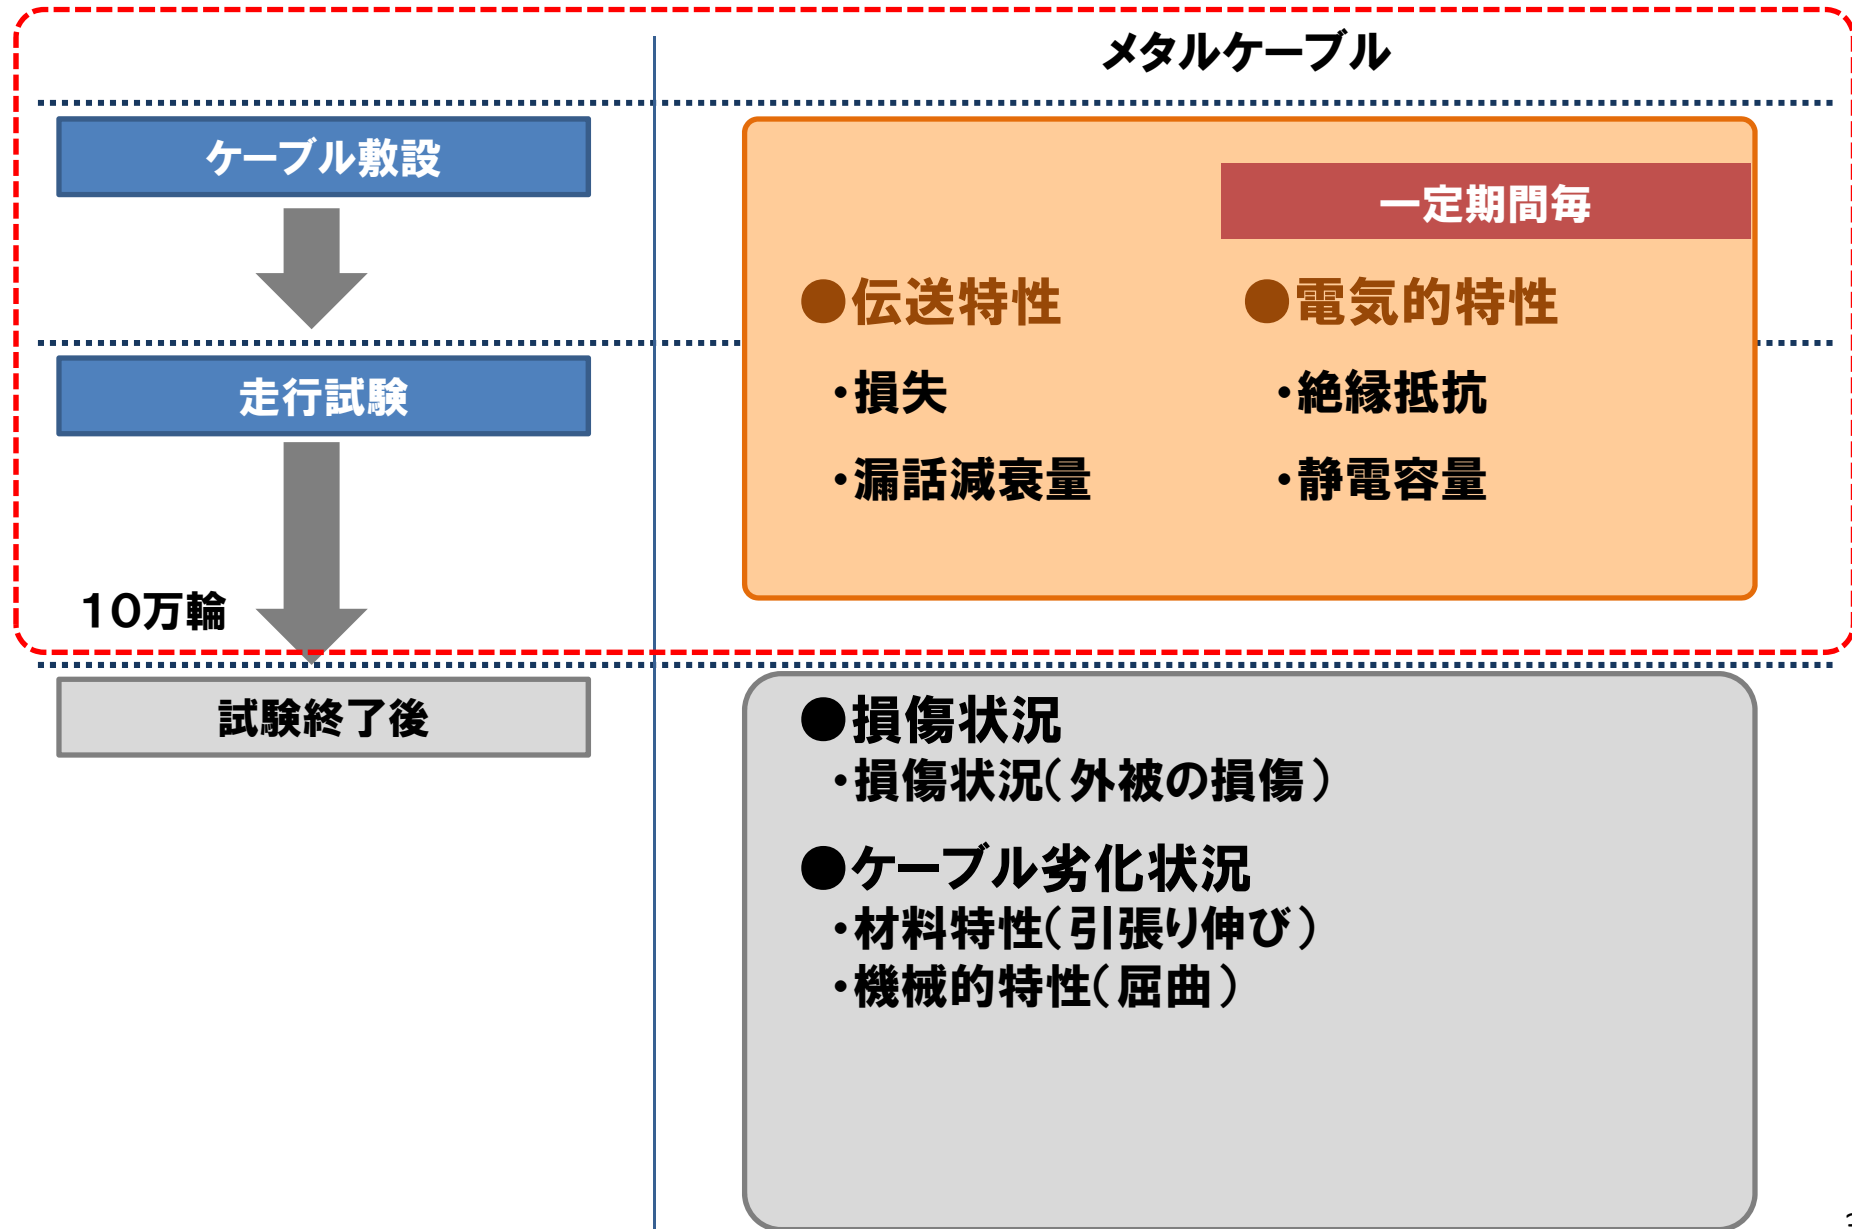 メタルケーブル
ケーブル敷設
一定期間毎
●伝送特性
●電気的特性
走行試験
・損失
・絶縁抵抗
・漏話減衰量
・静電容量
10万輪
試験終了後
●損傷状況
・損傷状況(外被の損傷)
●ケーブル劣化状況
・材料特性(引張り伸び)
・機械的特性(屈曲)